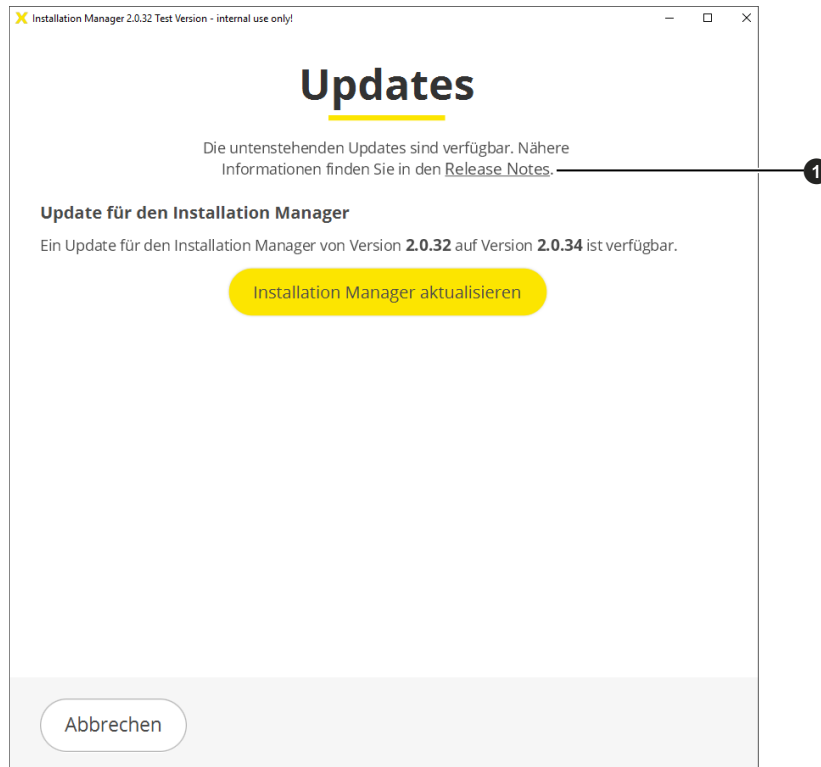 Installation Manager 2.0.32 Test Version - internal use only!
Updates
Die untenstehenden Updates sind verfügbar. Nähere
Informationen finden Sie in den Release Notes.
1
Update für den Installation Manager
Ein Update für den Installation Manager von Version 2.0.32 auf Version 2.0.34 ist verfügbar.
Installation Manager aktualisieren
Abbrechen